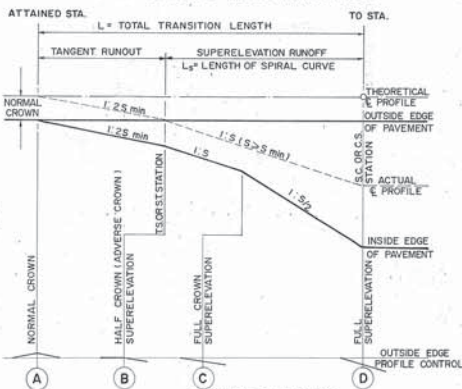 ATTAINED STA.
TO STA.
L = TOTAL TRANSITION LENGTH
TANGENT RUNOUT
SUPERELEVATION RUNOFF
Ls = LENGTH OF SPIRAL CURVE
THEORETICAL
℄ PROFILE
NORMAL
CROWN
1:2S min
OUTSIDE EDGE
OF PAVEMENT
1:2S min
1:S (S>S min)
1:S
1:S/2
ACTUAL
℄ PROFILE
INSIDE EDGE
OF PAVEMENT
NORMAL CROWN
HALF CROWN (ADVERSE CROWN)
SUPERELEVATION
T.S. OR S.T. STATION
FULL CROWN
SUPERELEVATION
S.C. OR C.S.
STATION
FULL
SUPERELEVATION
OUTSIDE EDGE
PROFILE CONTROL
A
B
C
D